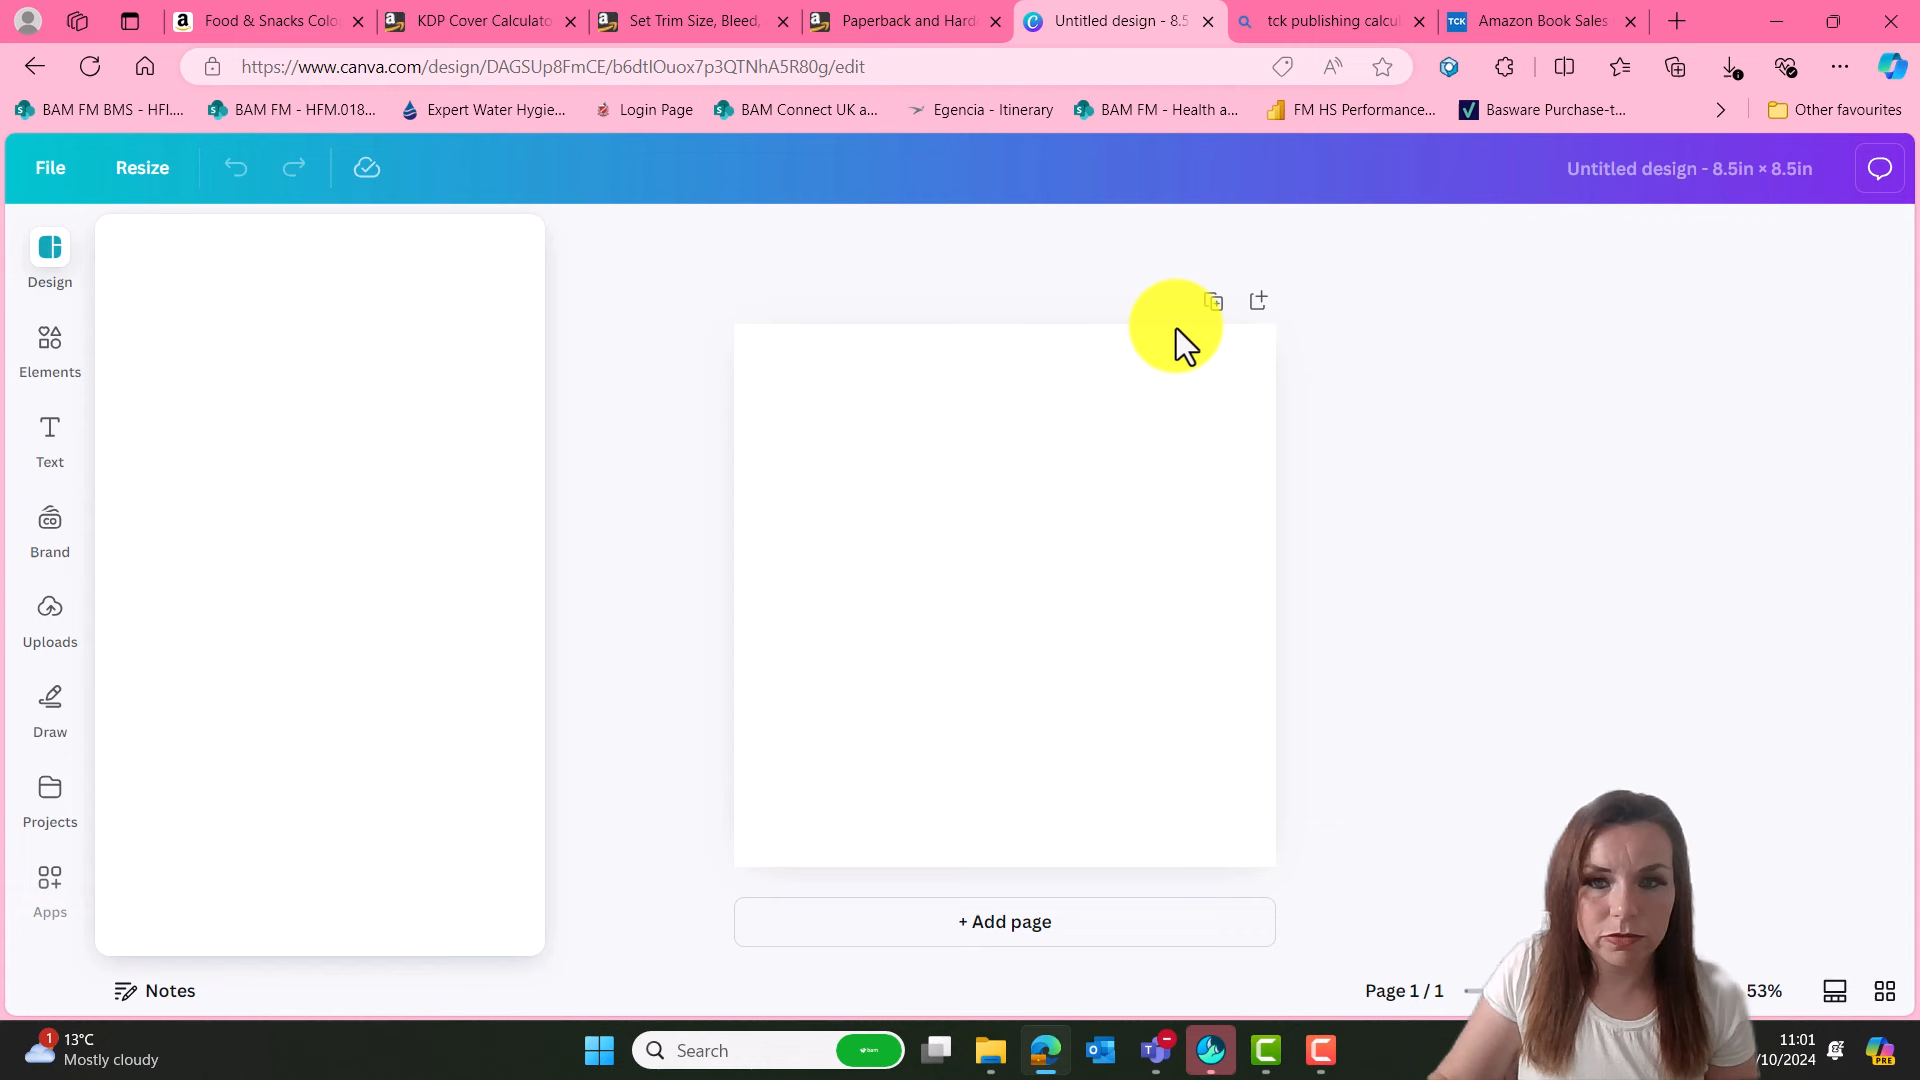 Food & Snacks Colo
KDP Cover Calculato
Set Trim Size, Bleed,
Paperback and Hard
Untitled design - 8.5
tck publishing calcul
TCK
Amazon Book Sales
https://www.canva.com/design/DAGSUp8FmCE/b6dtIOuox7p3QTNhA5R80g/edit
BAM FM BMS - HFI....
BAM FM - HFM.018...
Expert Water Hygie...
Login Page
BAM Connect UK a...
Egencia - Itinerary
BAM FM - Health a...
FM HS Performance...
Basware Purchase-t...
Other favourites
File
Resize
Untitled design - 8.5in × 8.5in
Design
Elements
Text
Brand
Uploads
Draw
Projects
Apps
+ Add page
Notes
Page 1 / 1
53%
1
13°C
Mostly cloudy
Search
bam
11:01
/10/2024
PRE